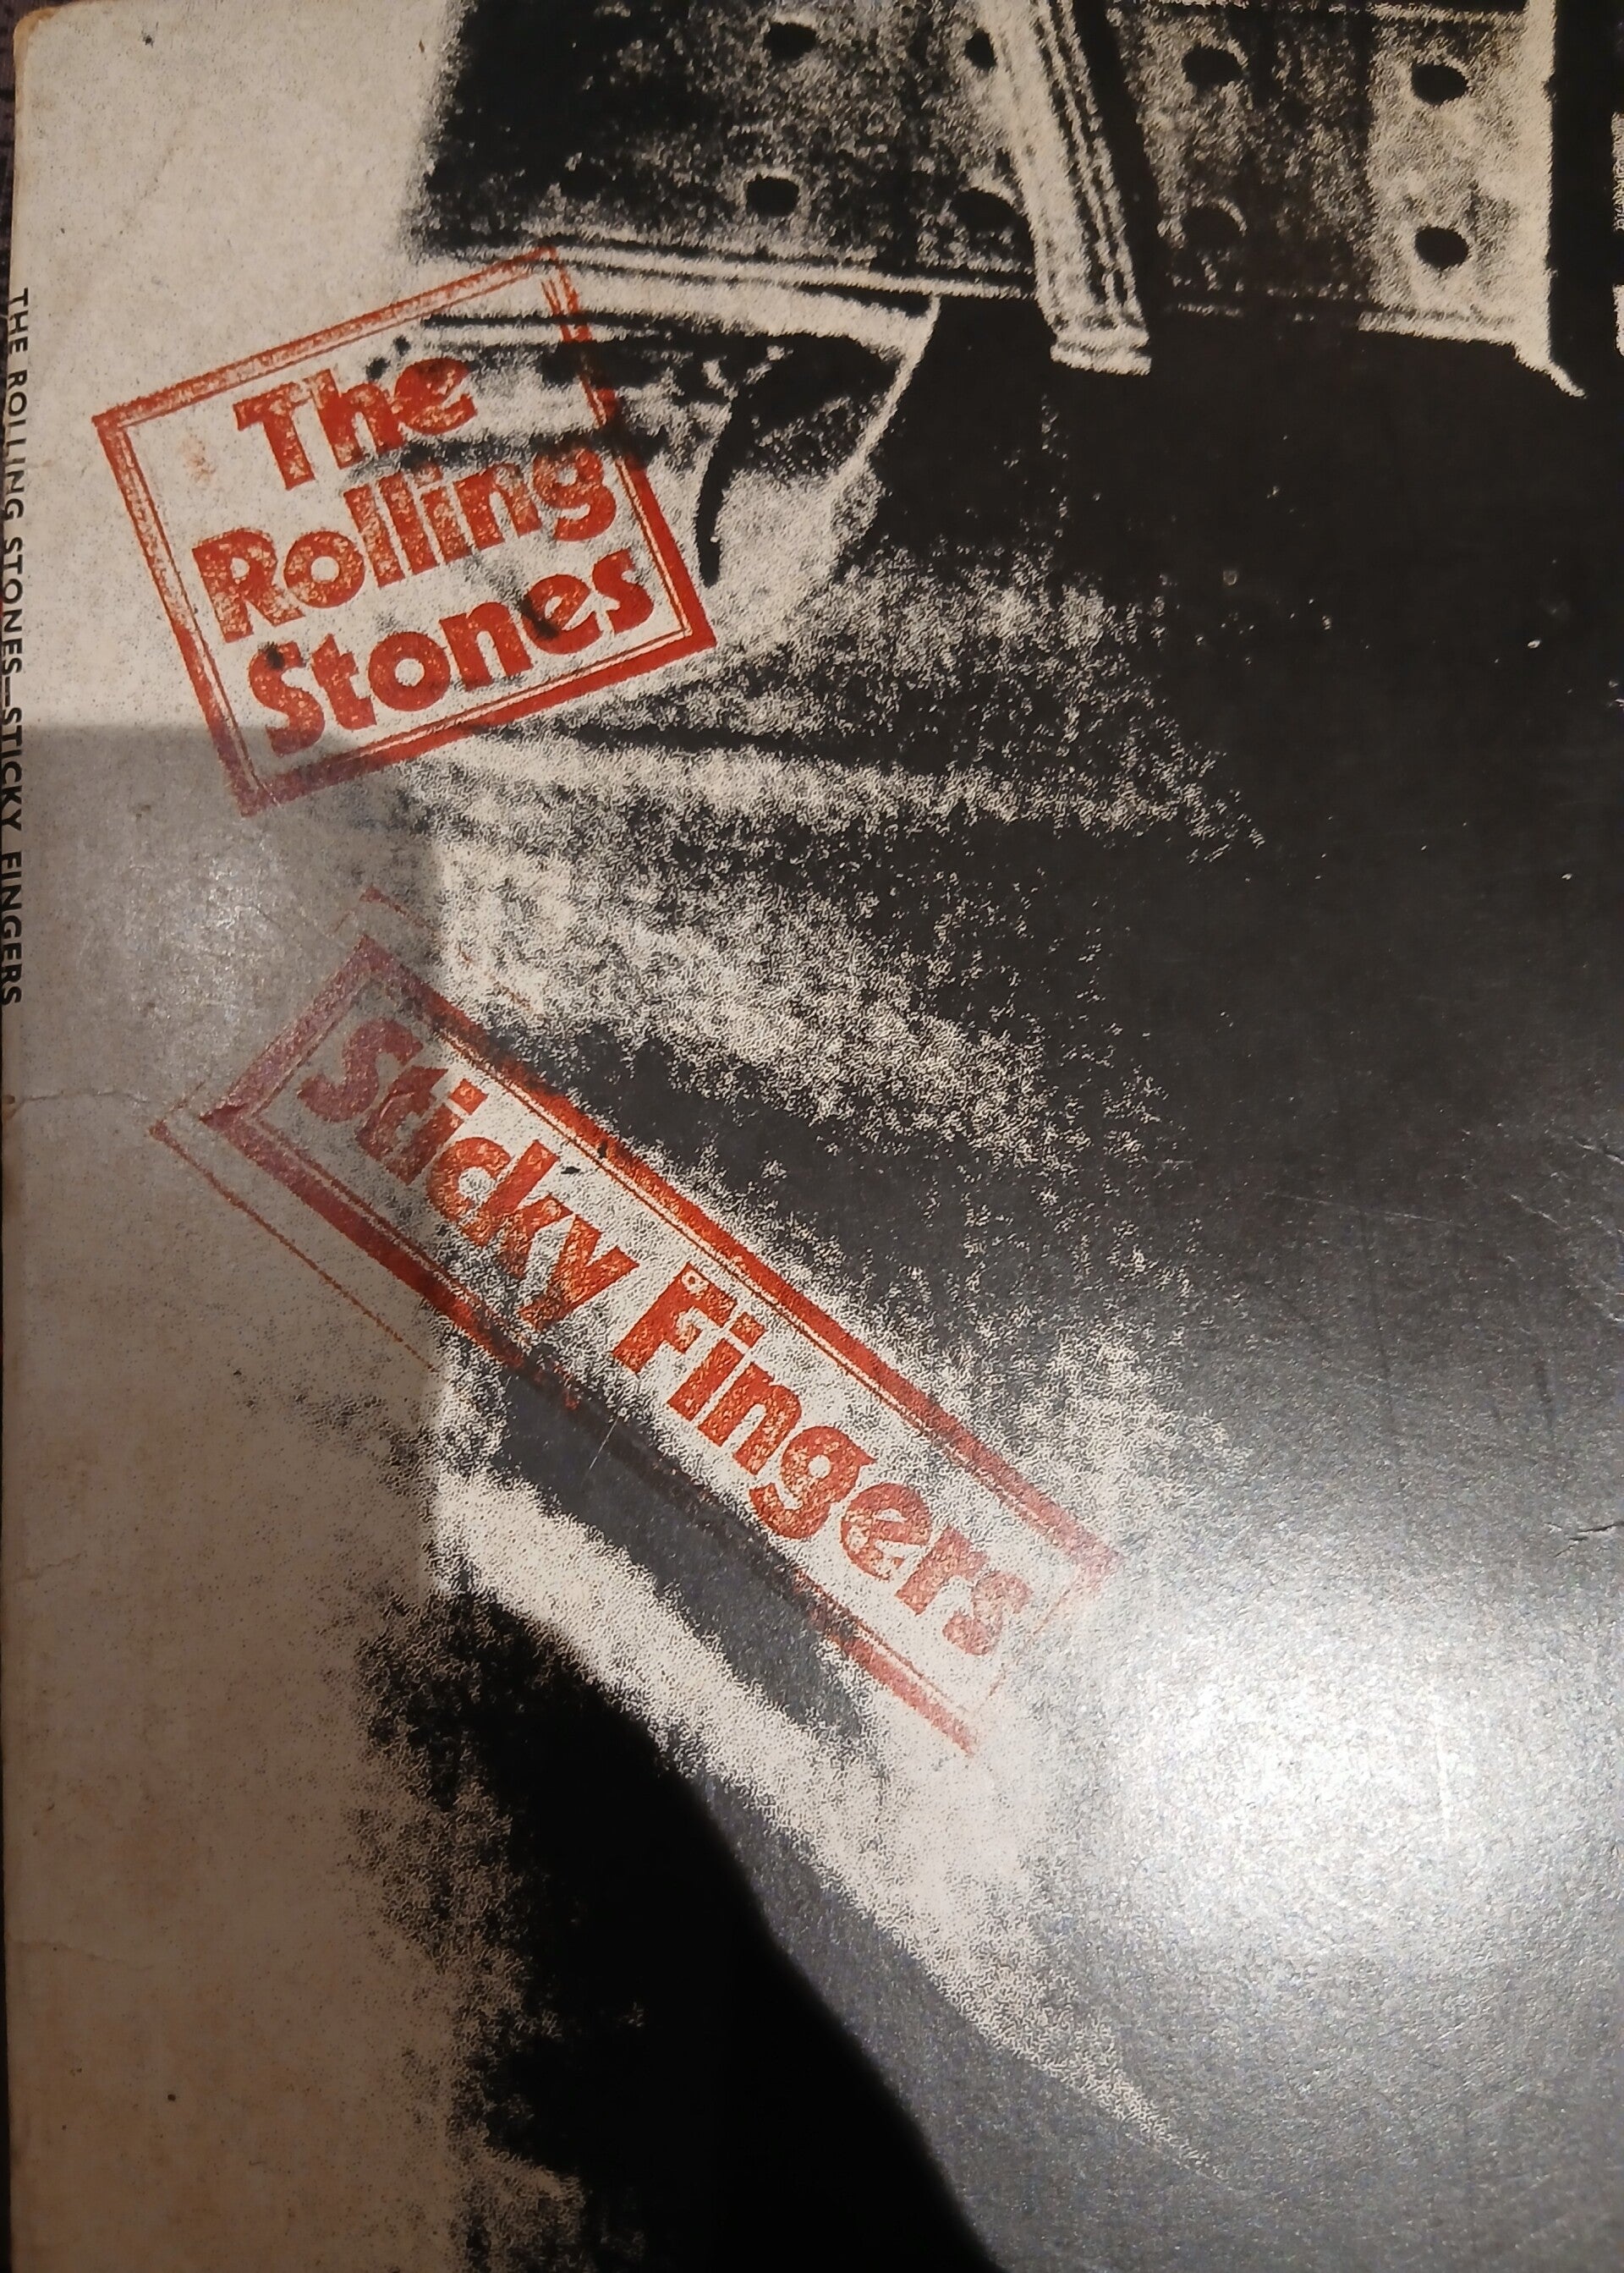 The
Rolling
Stones
Sticky Fingers
THE ROLLING STONES—STICKY FINGERS